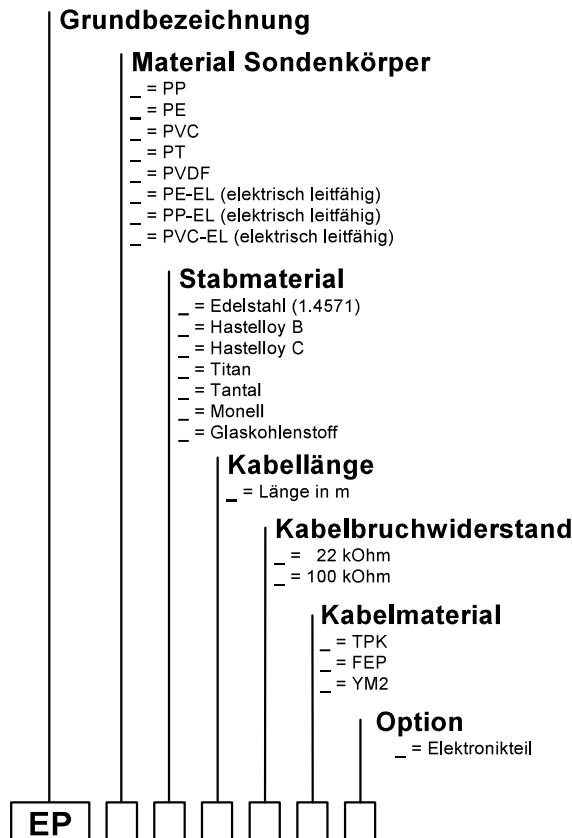 Grundbezeichnung
Material Sondenkörper
_ = PP
_ = PE
_ = PVC
_ = PT
_ = PVDF
_ = PE-EL (elektrisch leitfähig)
_ = PP-EL (elektrisch leitfähig)
_ = PVC-EL (elektrisch leitfähig)
Stabmaterial
_ = Edelstahl (1.4571)
_ = Hastelloy B
_ = Hastelloy C
_ = Titan
_ = Tantal
_ = Monell
_ = Glaskohlenstoff
Kabellänge
_ = Länge in m
Kabelbruchwiderstand
_ = 22 kOhm
_ = 100 kOhm
Kabelmaterial
_ = TPK
_ = FEP
_ = YM2
Option
_ = Elektronikteil
EP